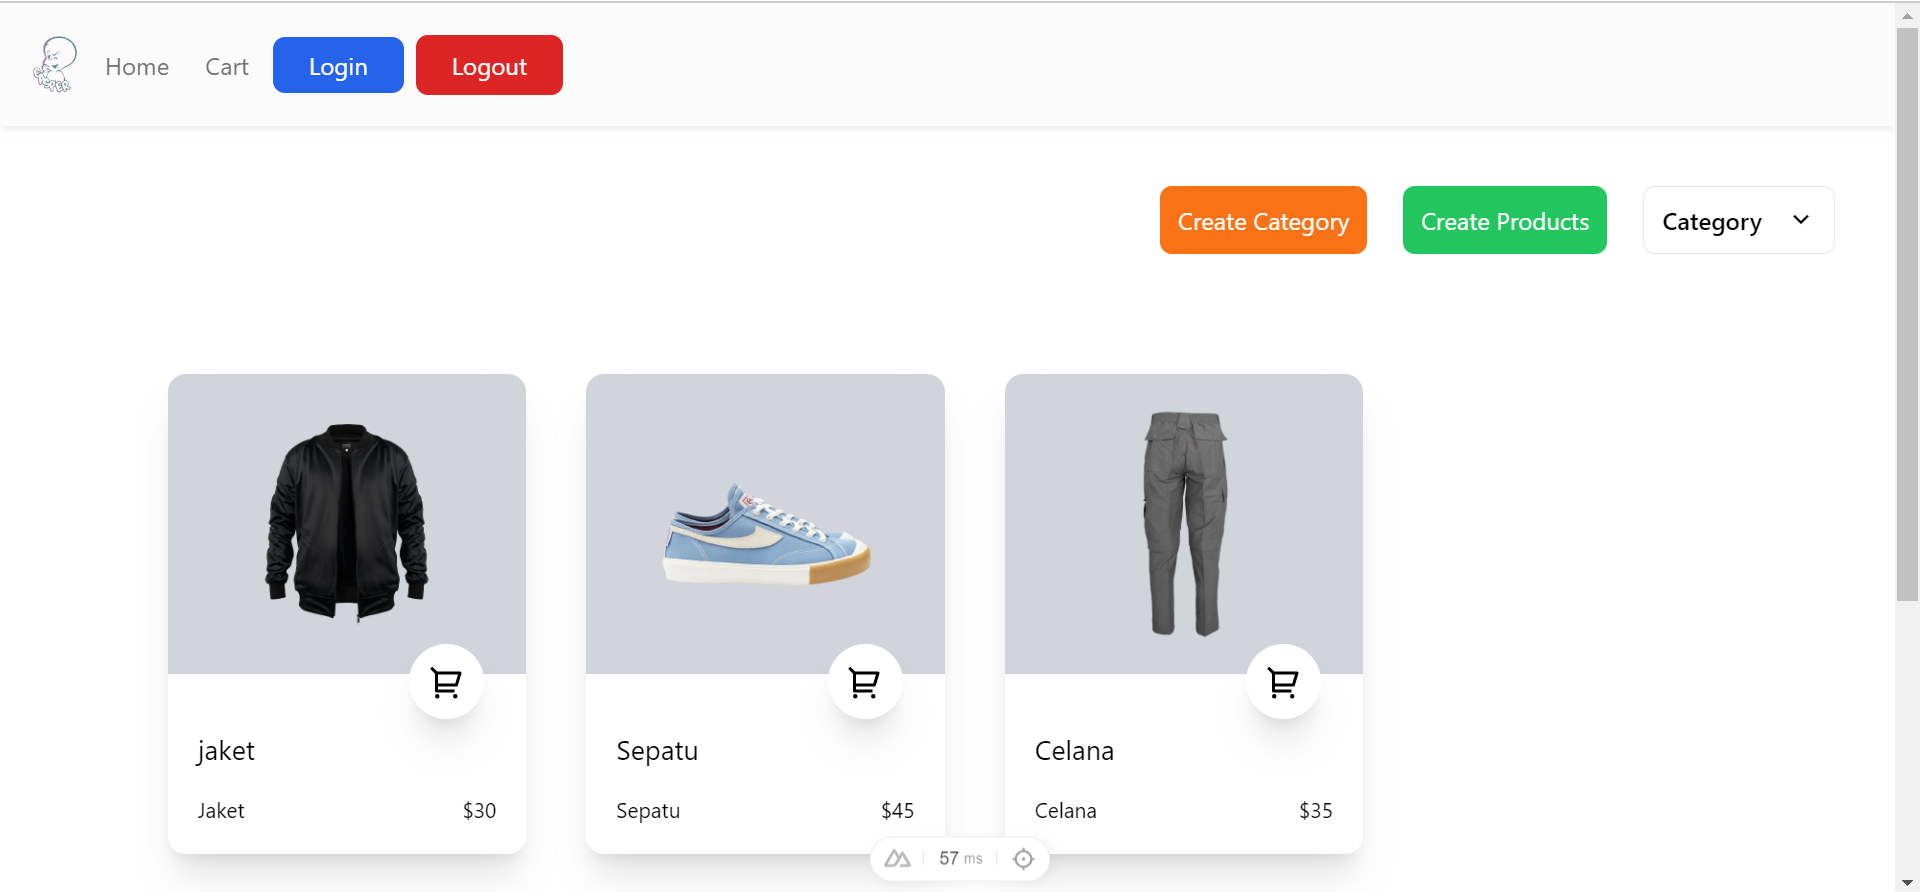 CASPER
Home
Cart
Login
Logout
Create Category
Create Products
Category
jaket
Jaket
$30
Sepatu
Sepatu
$45
Celana
Celana
$35
57 ms